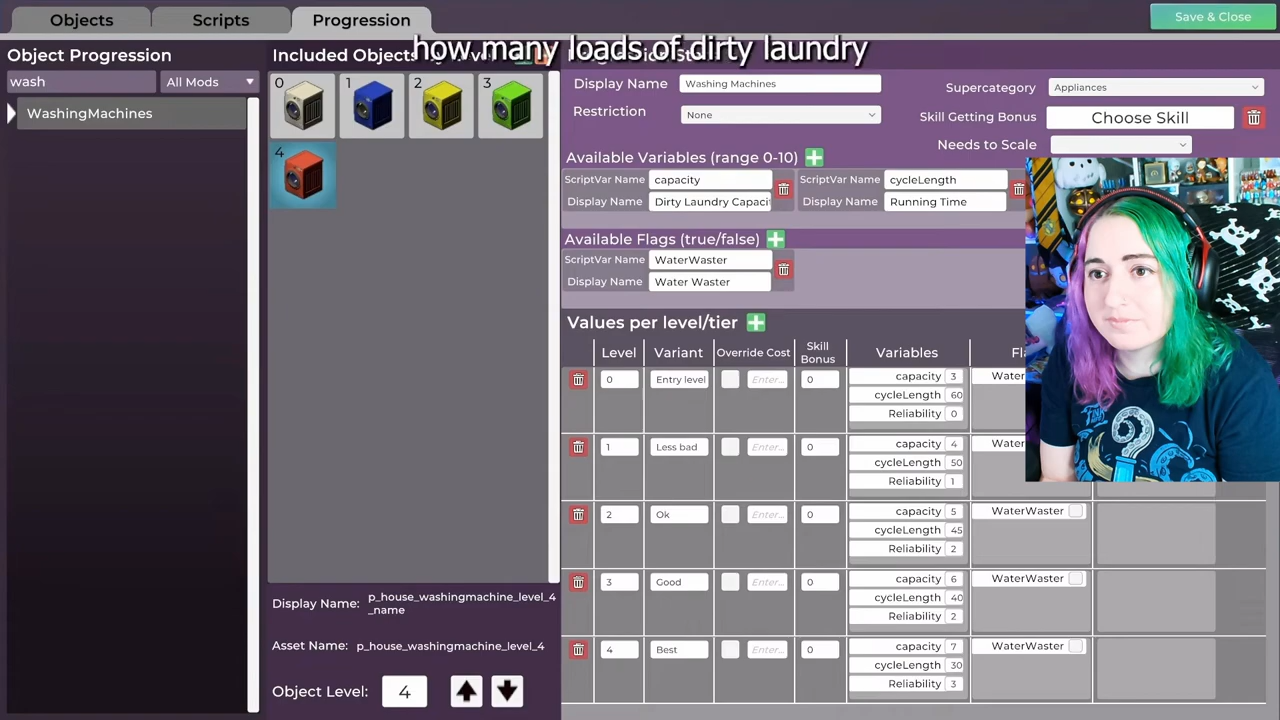 Objects
Scripts
Progression
Save & Close
how many loads of dirty laundry
Object Progression
wash
All Mods
WashingMachines
Included Objects
0
1
2
3
4
Display Name: p_house_washingmachine_level_4
_name
Asset Name: p_house_washingmachine_level_4
Object Level: 4
Display Name Washing Machines
Supercategory Appliances
Restriction None
Skill Getting Bonus Choose Skill
Needs to Scale
Available Variables (range 0-10)
ScriptVar Name capacity ScriptVar Name cycleLength
Display Name Dirty Laundry Capaci Display Name Running Time
Available Flags (true/false)
ScriptVar Name WaterWaster
Display Name Water Waster
Values per level/tier
Level Variant Override Cost Skill Bonus Variables
0 Entry level Enter... 0 capacity 3 Water
cycleLength 60
Reliability 0
1 Less bad Enter... 0 capacity 4 Water
cycleLength 50
Reliability 1
2 Ok Enter... 0 capacity 5 WaterWaster
cycleLength 45
Reliability 2
3 Good Enter... 0 capacity 6 WaterWaster
cycleLength 40
Reliability 2
4 Best Enter... 0 capacity 7 WaterWaster
cycleLength 30
Reliability 3